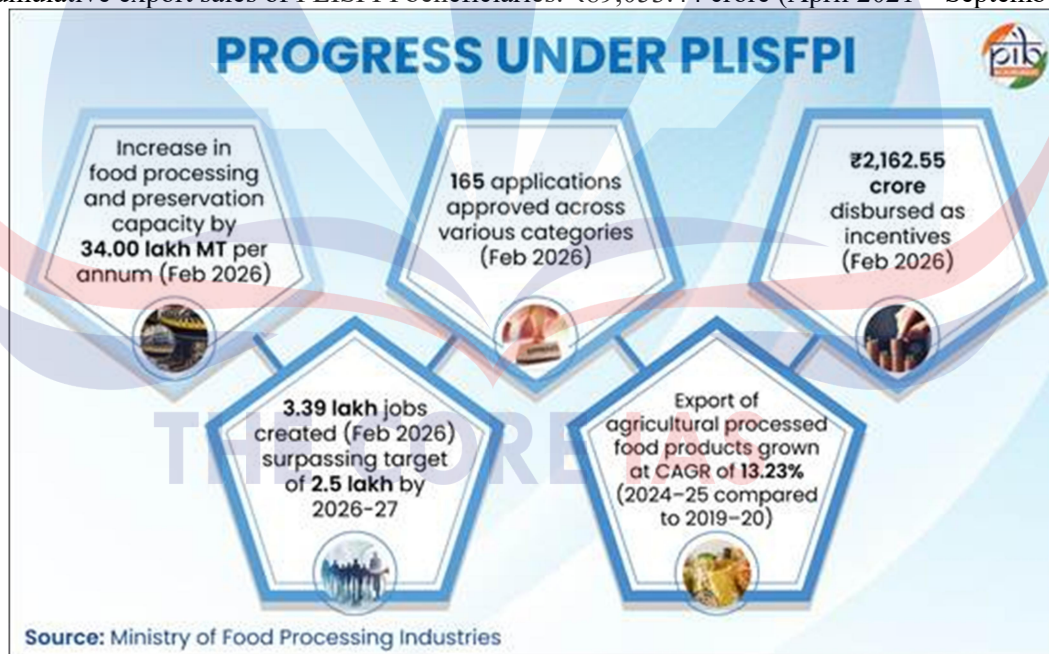 PROGRESS UNDER PLISFPI
pib
Increase in
food processing
and preservation
capacity by
34.00 lakh MT per
annum (Feb 2026)
165 applications
approved across
various categories
(Feb 2026)
₹2,162.55
crore
disbursed as
incentives
(Feb 2026)
3.39 lakh jobs
created (Feb 2026)
surpassing target
of 2.5 lakh by
2026-27
Export of
agricultural processed
food products grown
at CAGR of 13.23%
(2024–25 compared
to 2019–20)
THE CORE IAS
Source: Ministry of Food Processing Industries